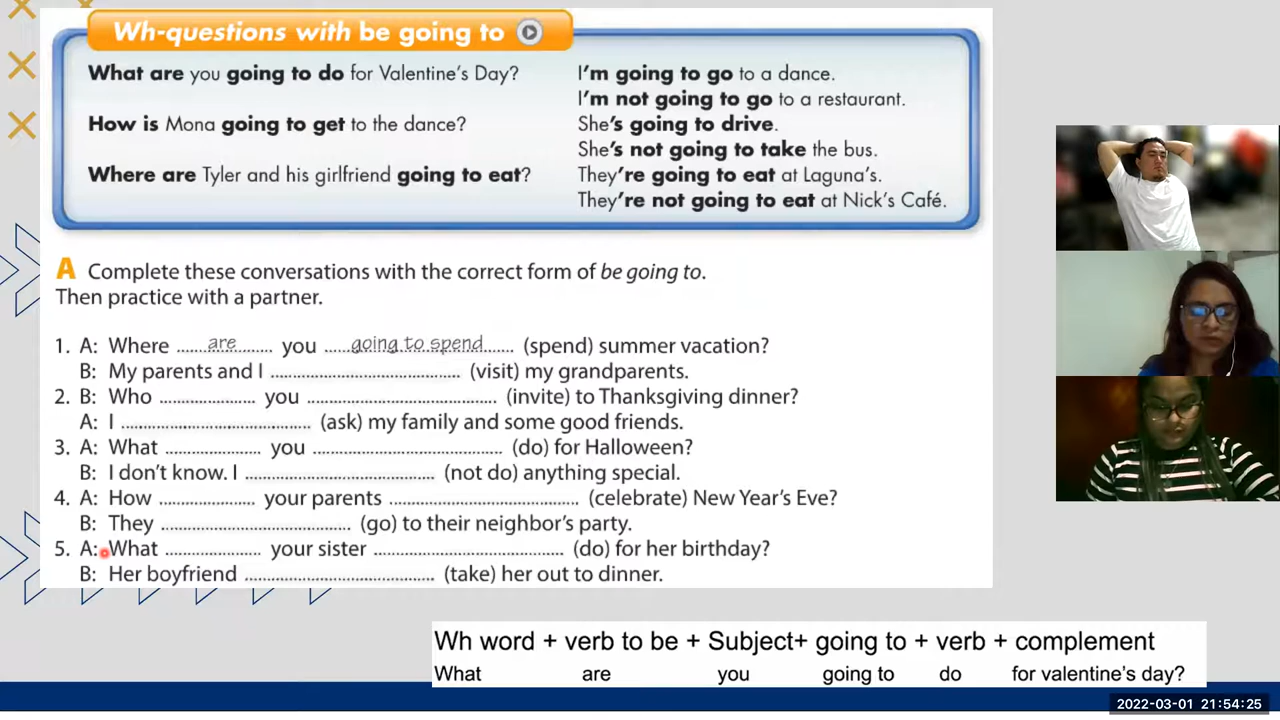 Wh-questions with be going to
What are you going to do for Valentine's Day?
I'm going to go to a dance.
I'm not going to go to a restaurant.
How is Mona going to get to the dance?
She's going to drive.
She's not going to take the bus.
Where are Tyler and his girlfriend going to eat?
They're going to eat at Laguna's.
They're not going to eat at Nick's Café.
A Complete these conversations with the correct form of be going to.
Then practice with a partner.
1. A: Where ........are........ you ......going to spend...... (spend) summer vacation?
B: My parents and I ...................................... (visit) my grandparents.
2. B: Who ................... you ...................................... (invite) to Thanksgiving dinner?
A: I ...................................... (ask) my family and some good friends.
3. A: What ................... you ...................................... (do) for Halloween?
B: I don't know. I ...................................... (not do) anything special.
4. A: How ................... your parents ...................................... (celebrate) New Year's Eve?
B: They ...................................... (go) to their neighbor's party.
5. A: What ................... your sister ...................................... (do) for her birthday?
B: Her boyfriend ...................................... (take) her out to dinner.
Wh word + verb to be + Subject+ going to + verb + complement
What are you going to do for valentine's day?
2022-03-01 21:54:25